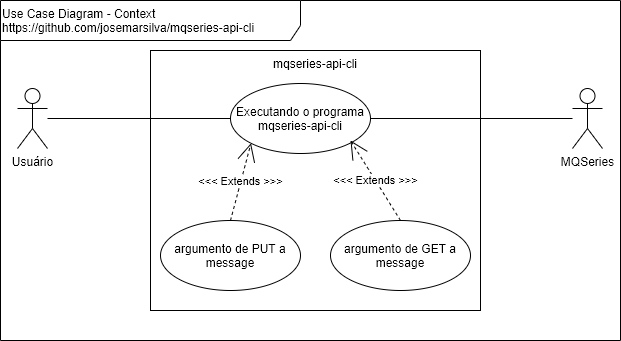 Use Case Diagram - Context
https://github.com/josemarsilva/mqseries-api-cli
mqseries-api-cli
Executando o programa
mqseries-api-cli
Usuário
MQSeries
<<< Extends >>>
<<< Extends >>>
argumento de PUT a
message
argumento de GET a
message